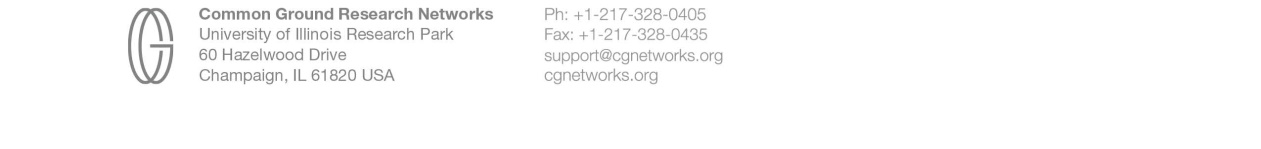 Common Ground Research Networks
University of Illinois Research Park
60 Hazelwood Drive
Champaign, IL 61820 USA
Ph: +1-217-328-0405
Fax: +1-217-328-0435
support@cgnetworks.org
cgnetworks.org